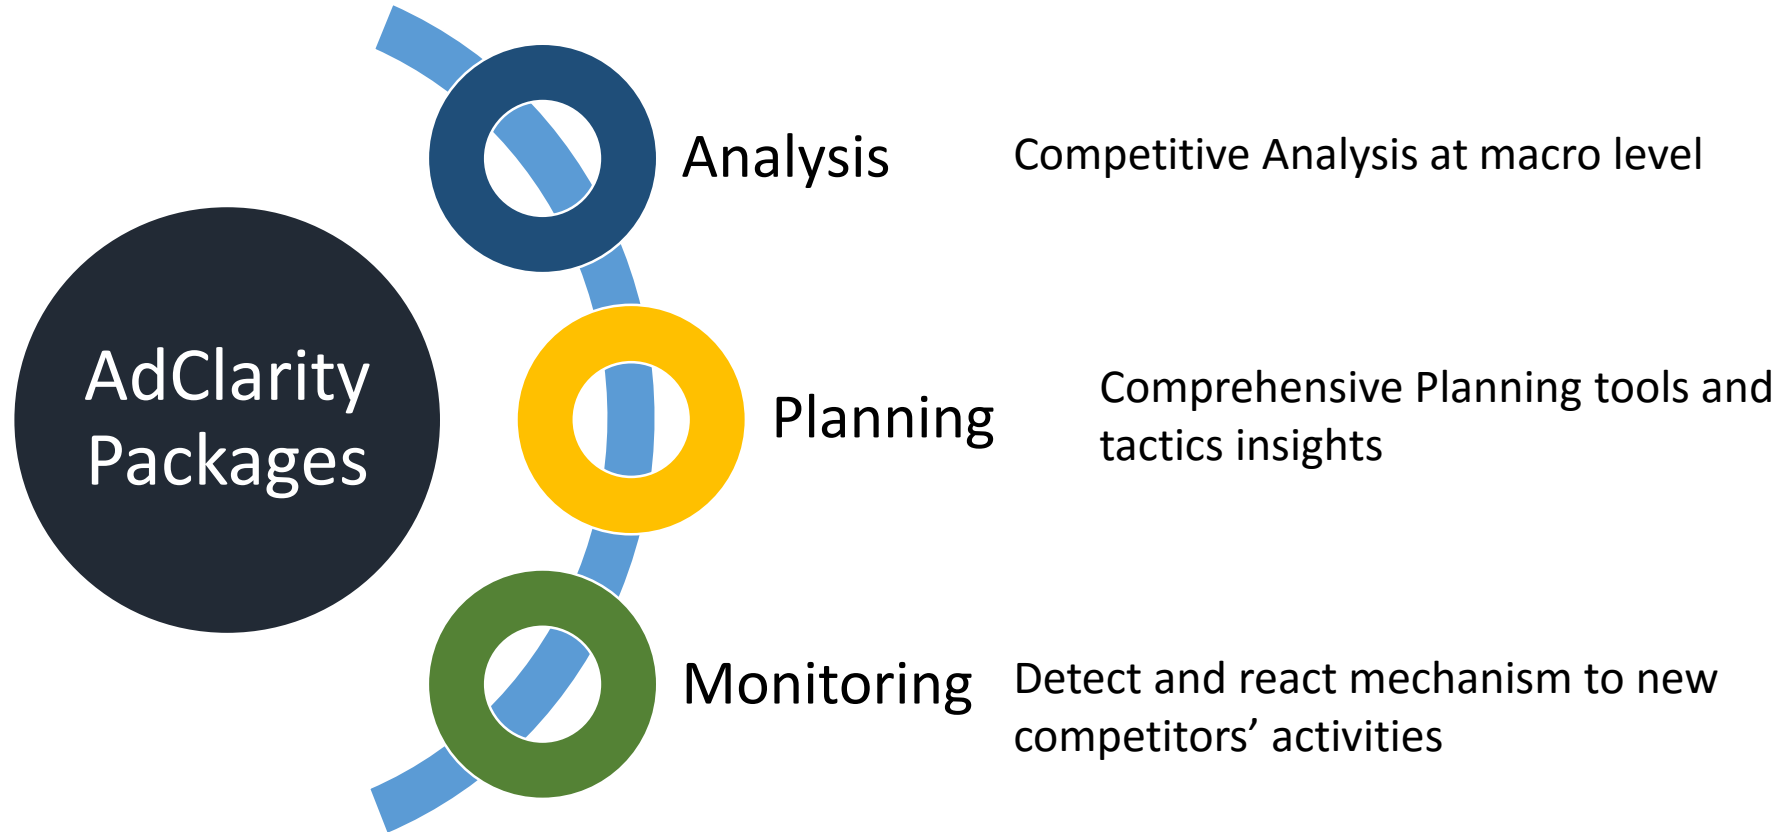 AdClarity
Packages
Analysis
Competitive Analysis at macro level
Planning
Comprehensive Planning tools and
tactics insights
Monitoring
Detect and react mechanism to new
competitors’ activities